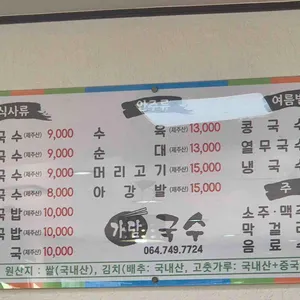 식사류 안주류 여름
국수 (제주산) 9,000 수육 (제주산) 13,000 콩국수
국수 (제주산) 9,000 순대 (제주산) 13,000 열무국수
국수 (제주산) 9,000 머리고기 (제주산) 15,000 냉국
국수 (제주산) 8,000 아강발 (제주산) 15,000 주
국밥 (제주산) 10,000 소주·맥
국밥 (제주산) 10,000 국수 막걸리
국 (제주산) 10,000 064.749.7724 음료
원산지 : 쌀(국내산), 김치(배추: 국내산, 고춧가루:국내산+중국